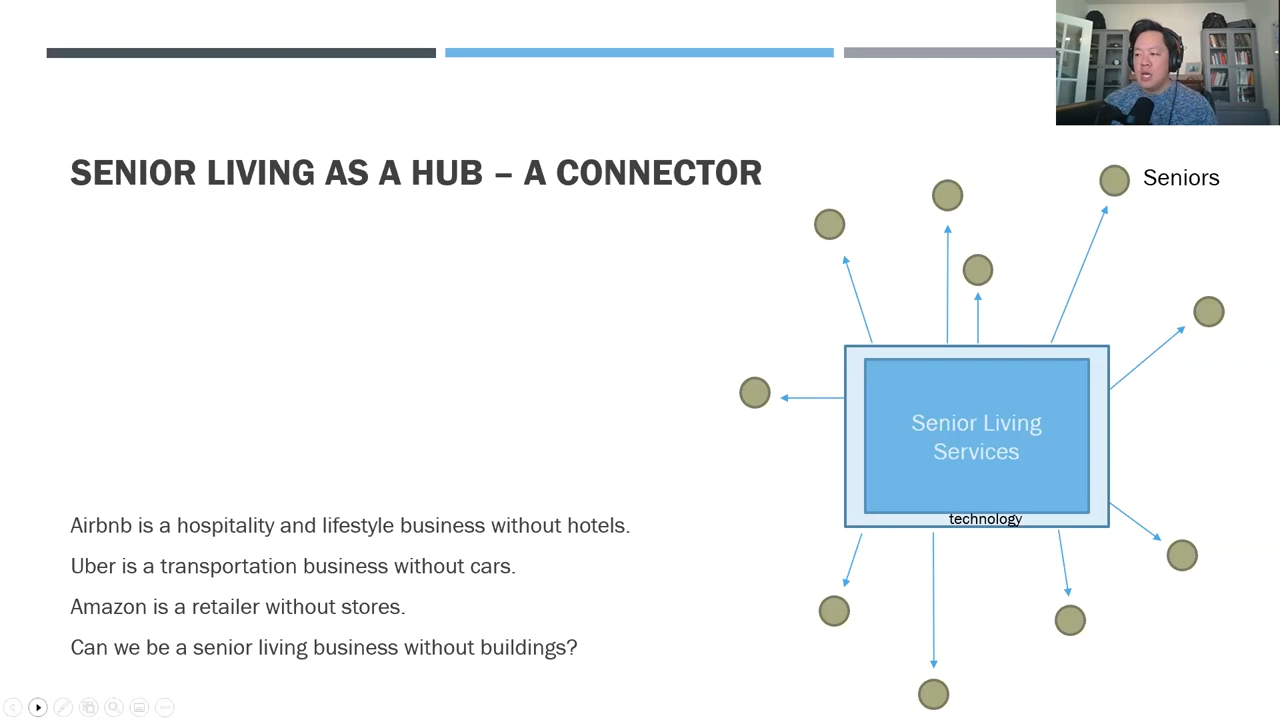 SENIOR LIVING AS A HUB – A CONNECTOR
Seniors
Senior Living
Services
technology
Airbnb is a hospitality and lifestyle business without hotels.
Uber is a transportation business without cars.
Amazon is a retailer without stores.
Can we be a senior living business without buildings?